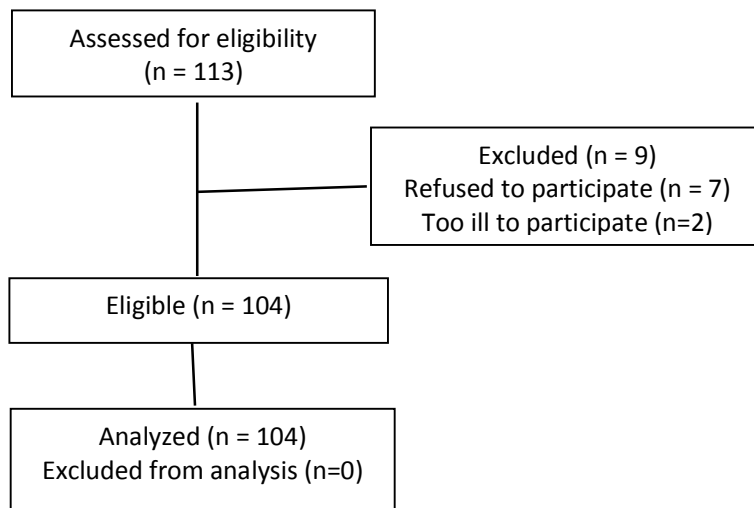 Assessed for eligibility
(n = 113)
Excluded (n = 9)
Refused to participate (n = 7)
Too ill to participate (n=2)
Eligible (n = 104)
Analyzed (n = 104)
Excluded from analysis (n=0)